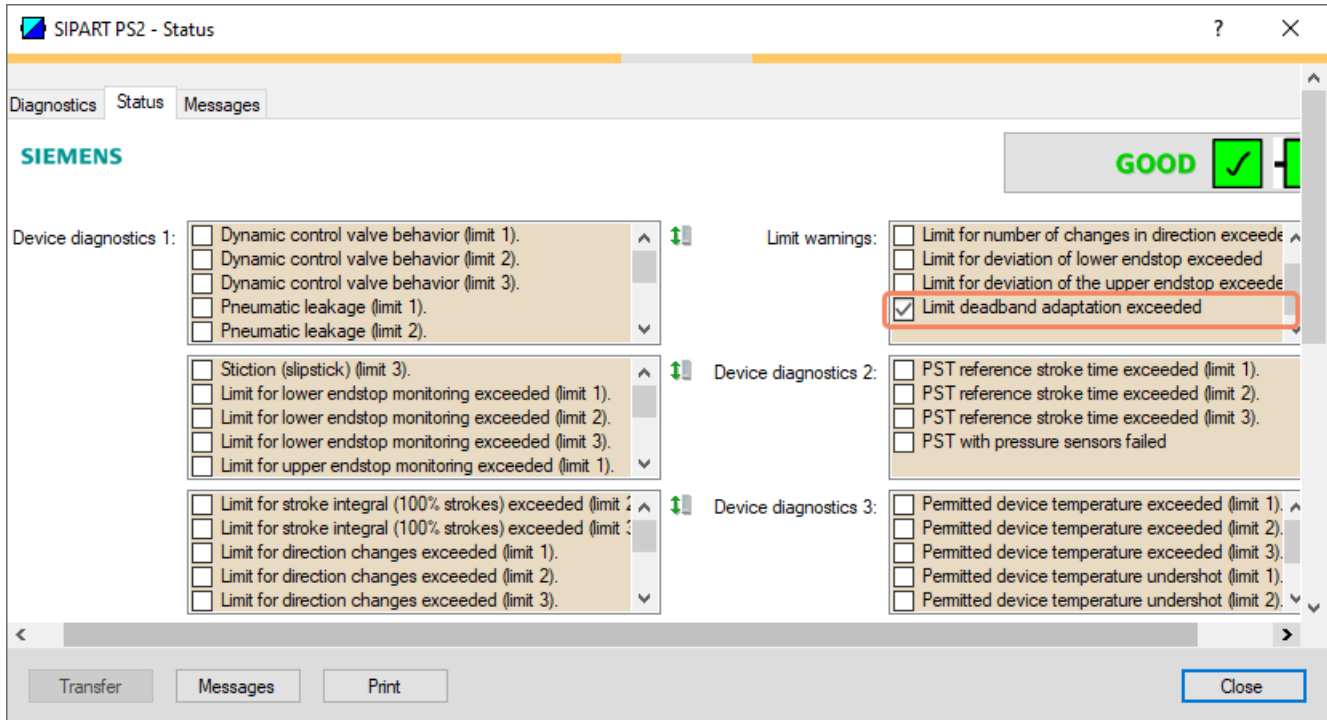 SIPART PS2 - Status
?
Diagnostics Status Messages
SIEMENS
GOOD
Device diagnostics 1:
Dynamic control valve behavior (limit 1).
Dynamic control valve behavior (limit 2).
Dynamic control valve behavior (limit 3).
Pneumatic leakage (limit 1).
Pneumatic leakage (limit 2).
Limit warnings:
Limit for number of changes in direction exceede
Limit for deviation of lower endstop exceeded
Limit for deviation of the upper endstop exceede
Limit deadband adaptation exceeded
Stiction (slipstick) (limit 3).
Limit for lower endstop monitoring exceeded (limit 1).
Limit for lower endstop monitoring exceeded (limit 2).
Limit for lower endstop monitoring exceeded (limit 3).
Limit for upper endstop monitoring exceeded (limit 1).
Device diagnostics 2:
PST reference stroke time exceeded (limit 1).
PST reference stroke time exceeded (limit 2).
PST reference stroke time exceeded (limit 3).
PST with pressure sensors failed
Limit for stroke integral (100% strokes) exceeded (limit 2
Limit for stroke integral (100% strokes) exceeded (limit 3
Limit for direction changes exceeded (limit 1).
Limit for direction changes exceeded (limit 2).
Limit for direction changes exceeded (limit 3).
Device diagnostics 3:
Permitted device temperature exceeded (limit 1).
Permitted device temperature exceeded (limit 2).
Permitted device temperature exceeded (limit 3).
Permitted device temperature undershot (limit 1).
Permitted device temperature undershot (limit 2).
Transfer Messages Print Close